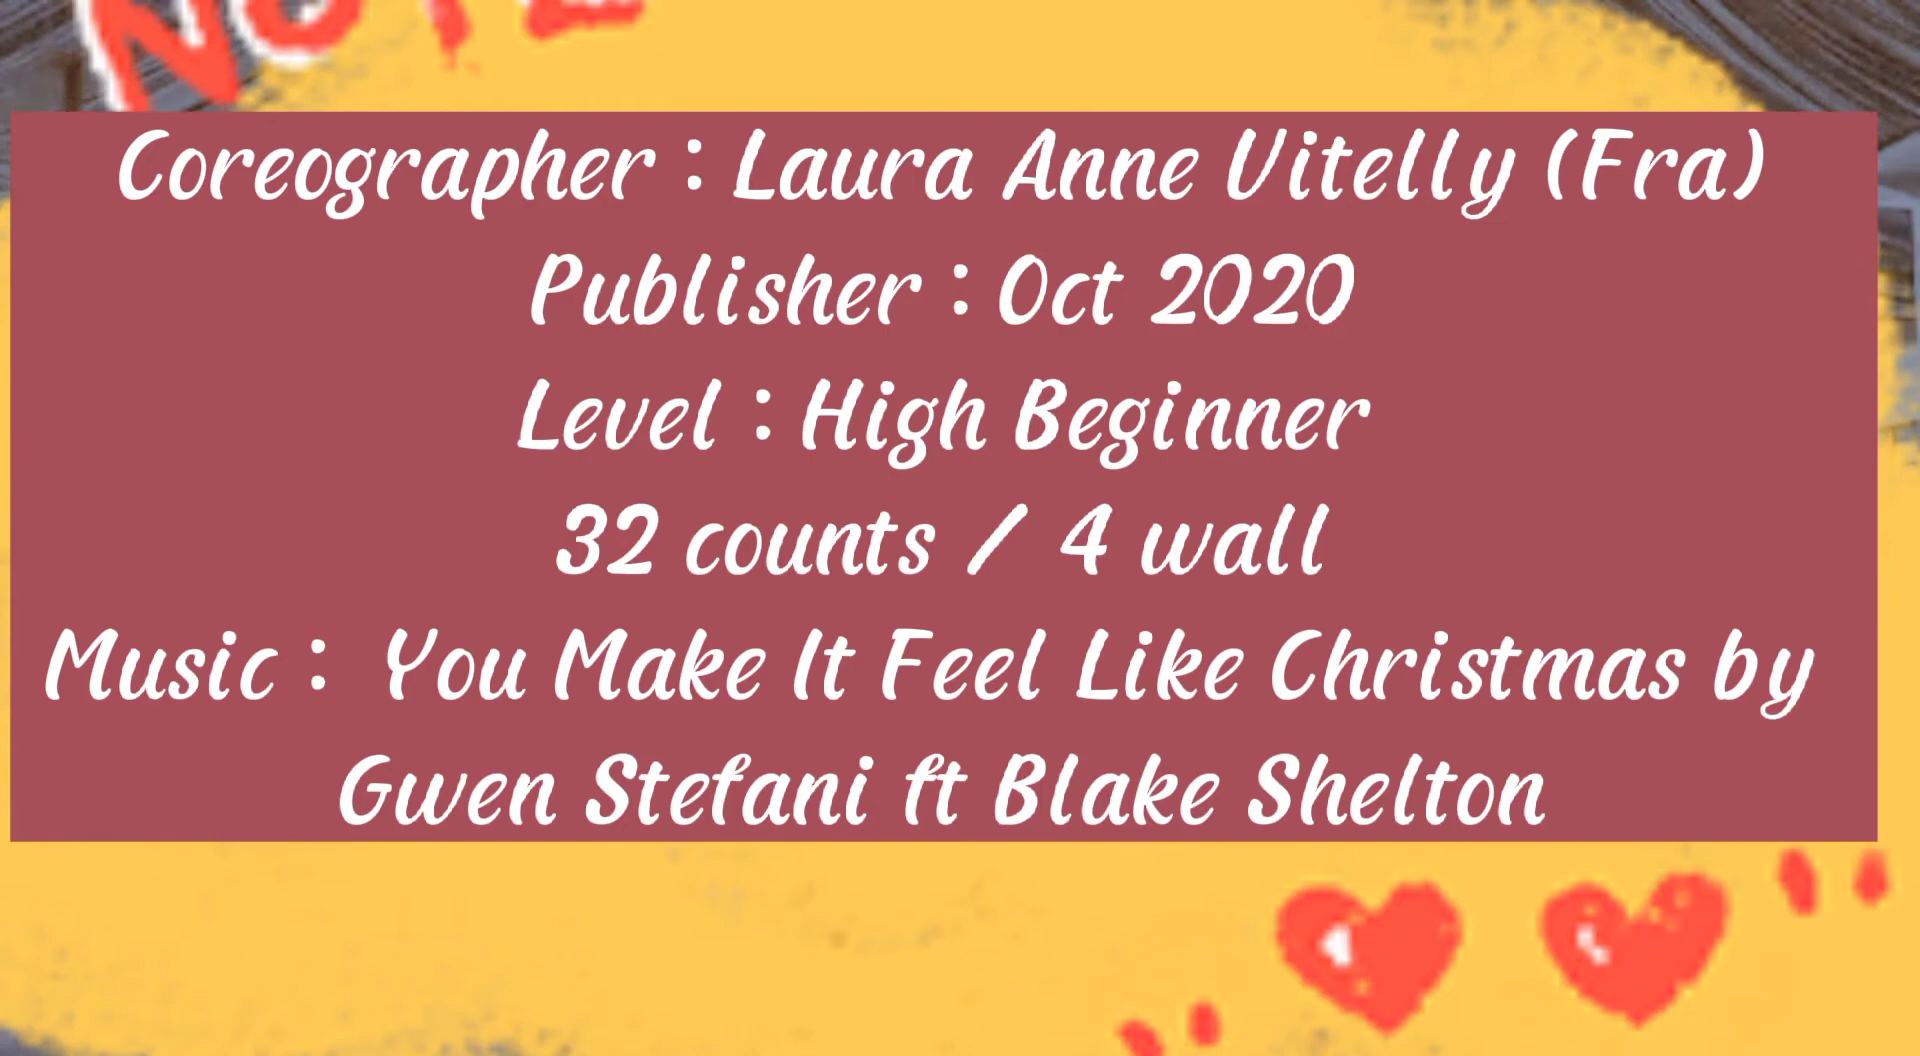 NOTE
Coreographer : Laura Anne Vitelly (Fra)
Publisher : Oct 2020
Level : High Beginner
32 counts / 4 wall
Music : You Make It Feel Like Christmas by
Gwen Stefani ft Blake Shelton